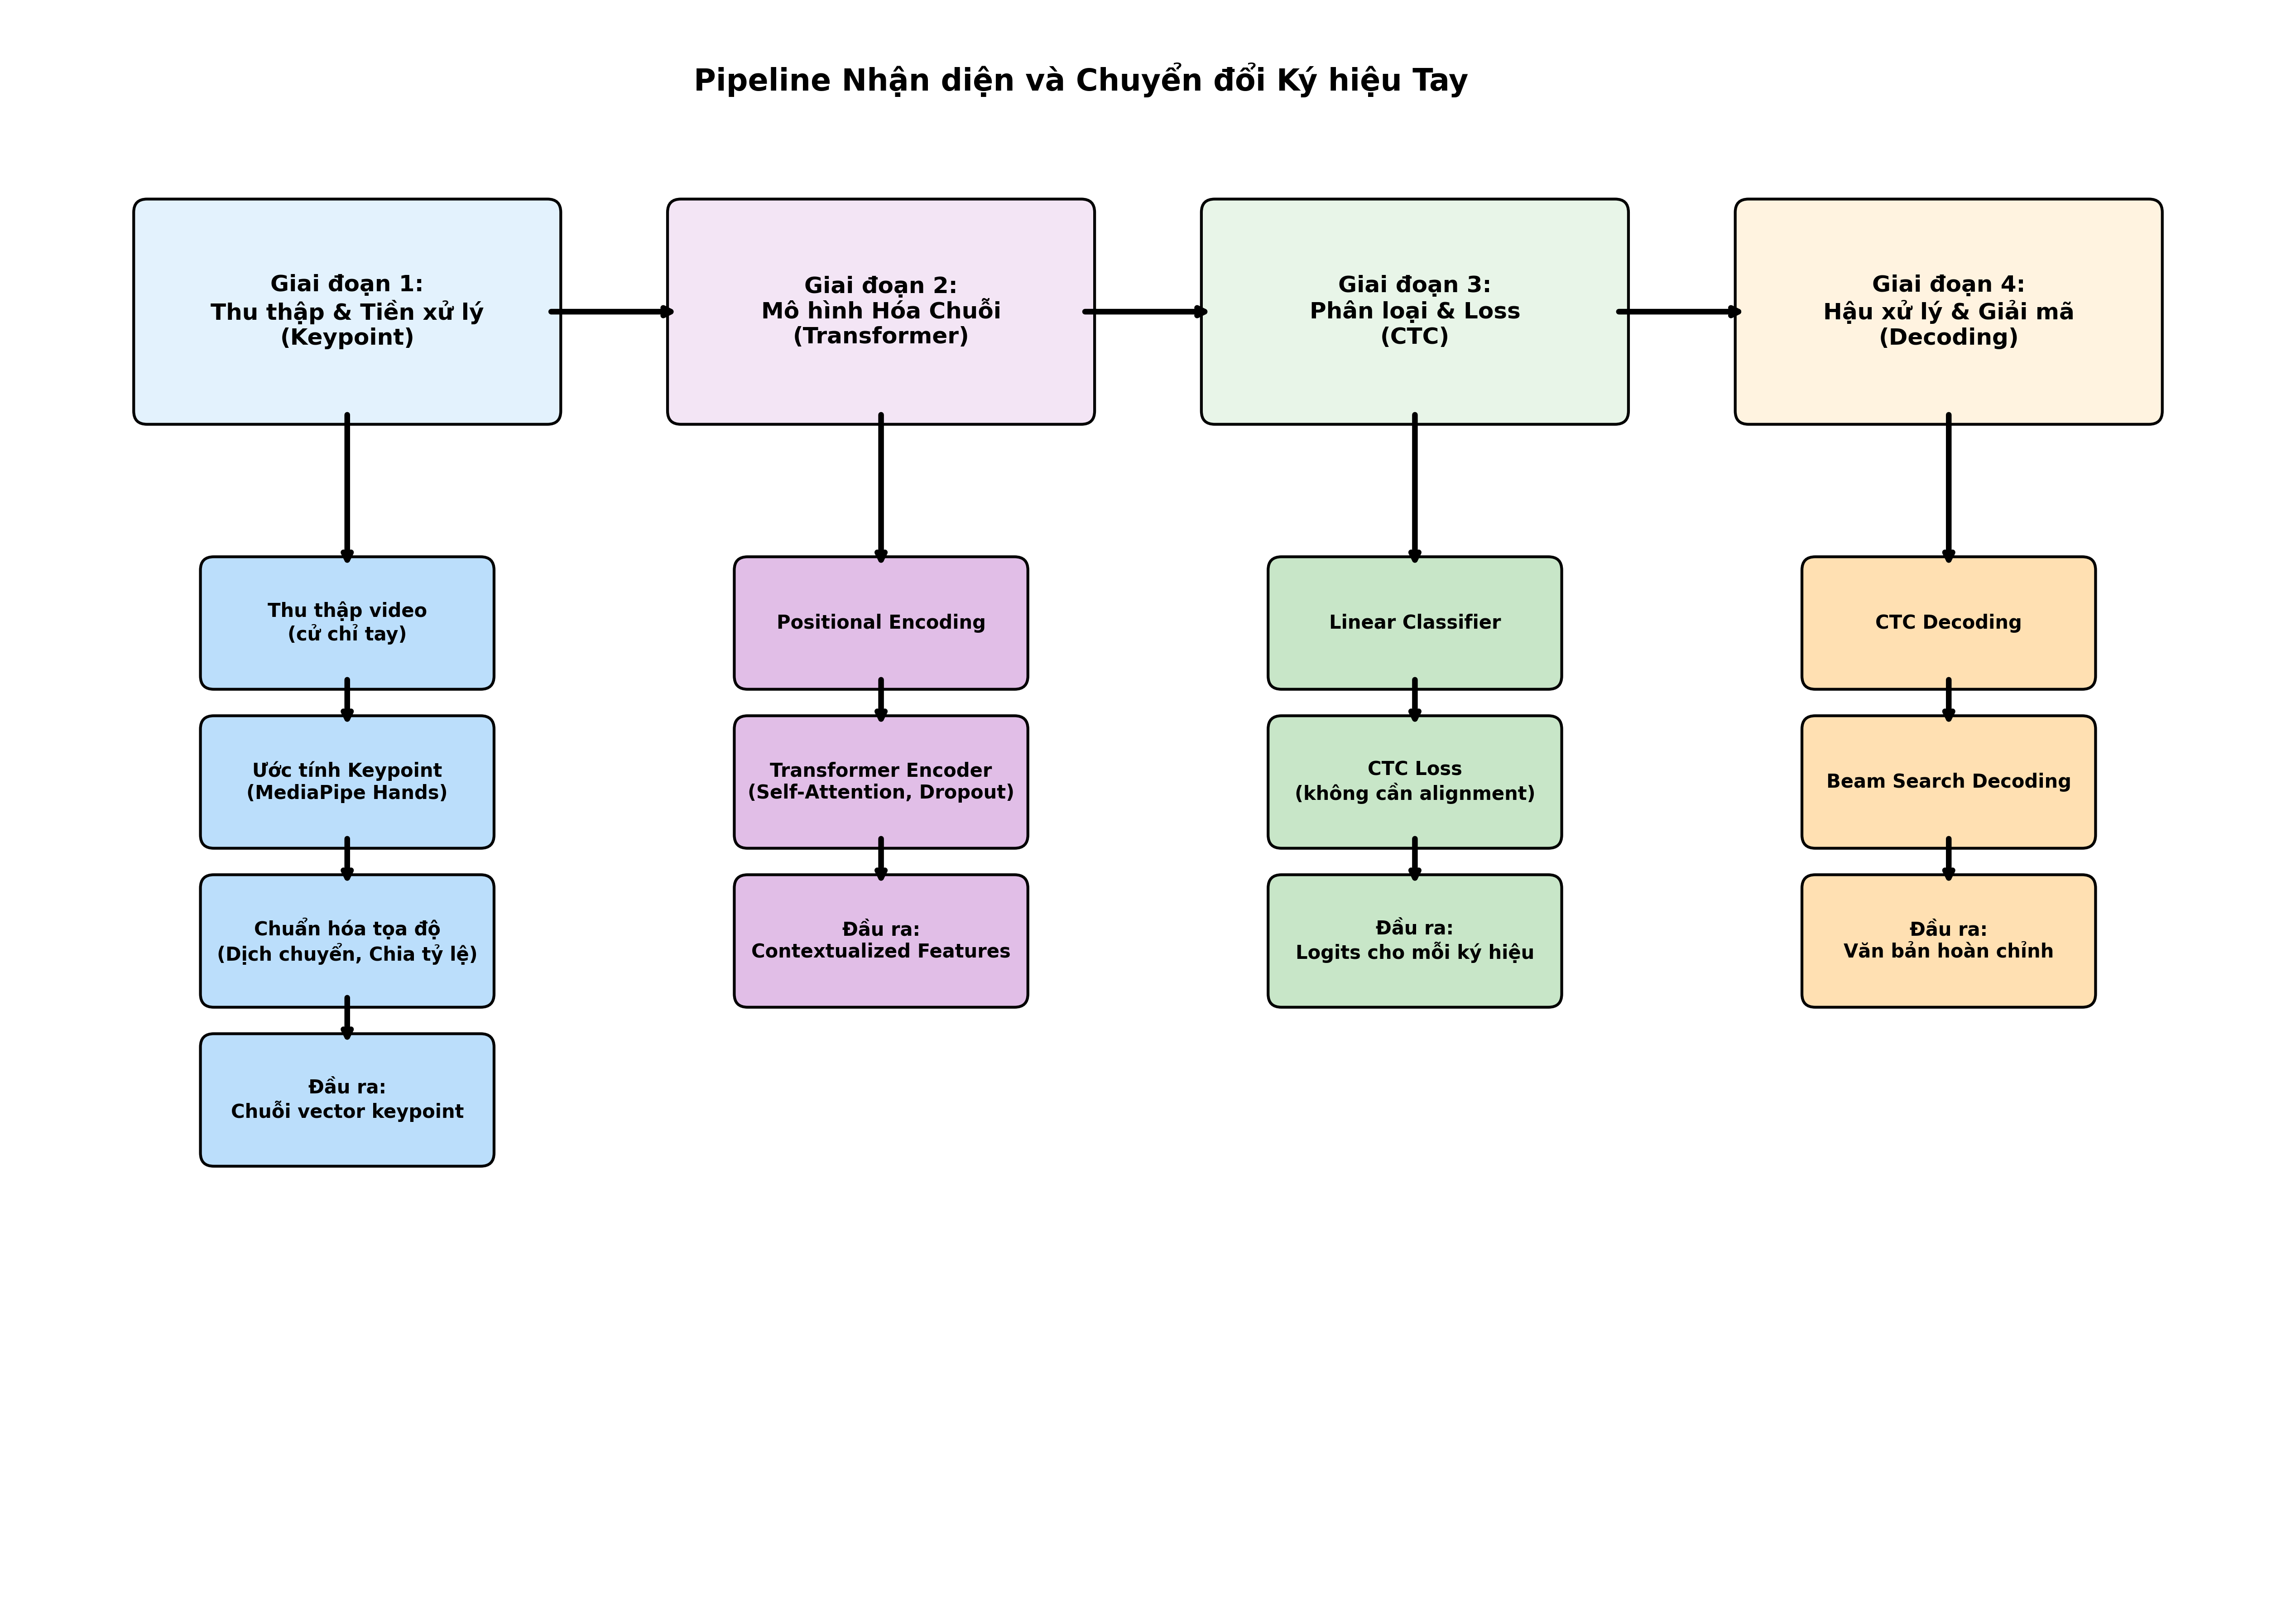 Pipeline Nhận diện và Chuyển đổi Ký hiệu Tay
Giai đoạn 1:
Thu thập & Tiền xử lý
(Keypoint)
Giai đoạn 2:
Mô hình Hóa Chuỗi
(Transformer)
Giai đoạn 3:
Phân loại & Loss
(CTC)
Giai đoạn 4:
Hậu xử lý & Giải mã
(Decoding)
Thu thập video
(cử chỉ tay)
Ước tính Keypoint
(MediaPipe Hands)
Chuẩn hóa tọa độ
(Dịch chuyển, Chia tỷ lệ)
Đầu ra:
Chuỗi vector keypoint
Positional Encoding
Transformer Encoder
(Self-Attention, Dropout)
Đầu ra:
Contextualized Features
Linear Classifier
CTC Loss
(không cần alignment)
Đầu ra:
Logits cho mỗi ký hiệu
CTC Decoding
Beam Search Decoding
Đầu ra:
Văn bản hoàn chỉnh